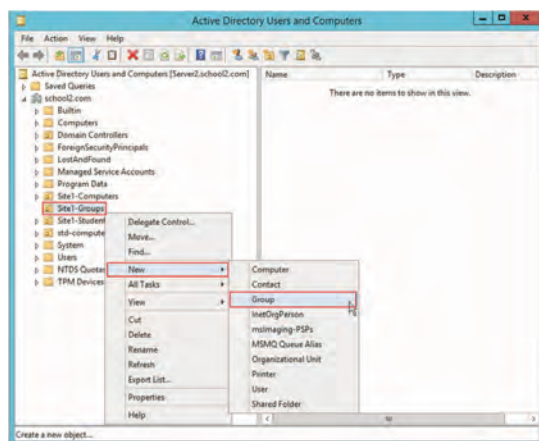 Active Directory Users and Computers
File Action View Help
Active Directory Users and Computers [Server2.school2.com]
Saved Queries
school2.com
Builtin
Computers
Domain Controllers
ForeignSecurityPrincipals
LostAndFound
Managed Service Accounts
Program Data
Site1-Computers
Site1-Groups
Site1-Student
std-compute
System
Users
NTDS Quotas
TPM Devices
Name Type Description
There are no items to show in this view.
Delegate Control...
Move...
Find...
New
All Tasks
View
Cut
Delete
Rename
Refresh
Export List...
Properties
Help
Computer
Contact
Group
InetOrgPerson
msImaging-PSPs
MSMQ Queue Alias
Organizational Unit
Printer
User
Shared Folder
Create a new object...